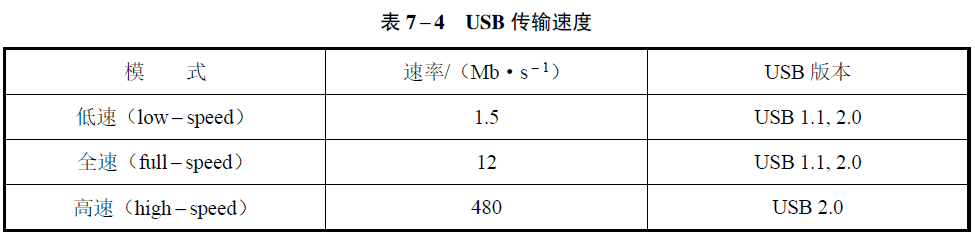 表 7–4 USB 传输速度
模 式 速率/（Mb·s⁻¹） USB 版本
低速（low–speed） 1.5 USB 1.1, 2.0
全速（full–speed） 12 USB 1.1, 2.0
高速（high–speed） 480 USB 2.0